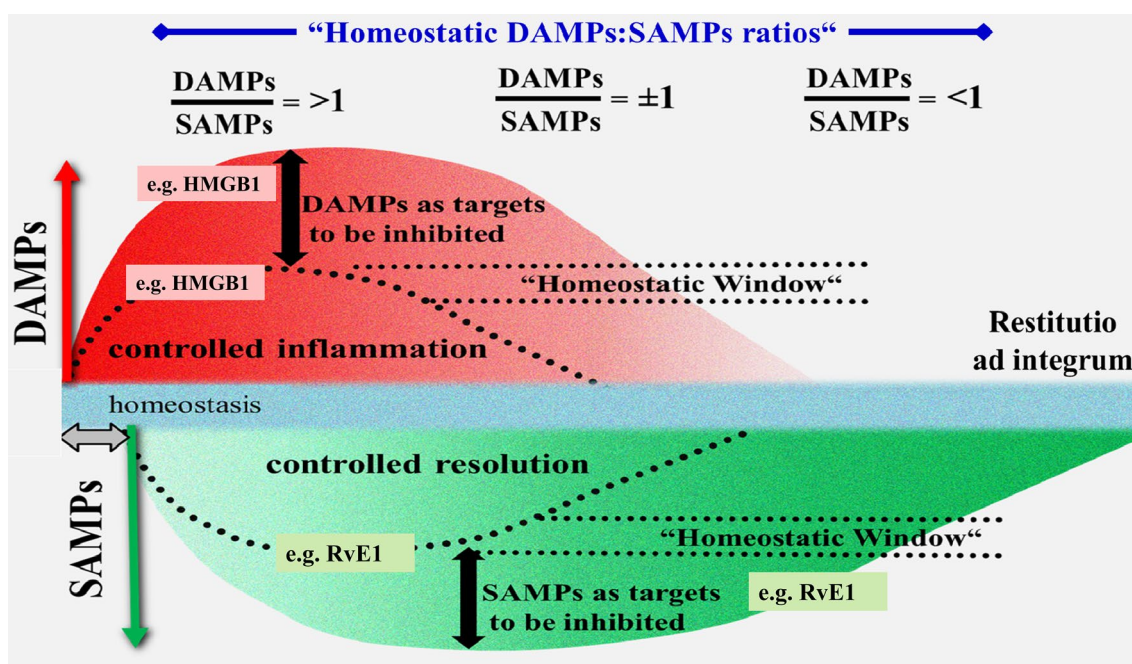 “Homeostatic DAMPs:SAMPs ratios“
DAMPs
SAMPs
= >1
DAMPs
SAMPs
= ±1
DAMPs
SAMPs
= <1
DAMPs
e.g. HMGB1
DAMPs as targets
to be inhibited
e.g. HMGB1
“Homeostatic Window“
controlled inflammation
Restitutio
ad integrum
homeostasis
SAMPs
controlled resolution
e.g. RvE1
“Homeostatic Window“
SAMPs as targets
to be inhibited
e.g. RvE1